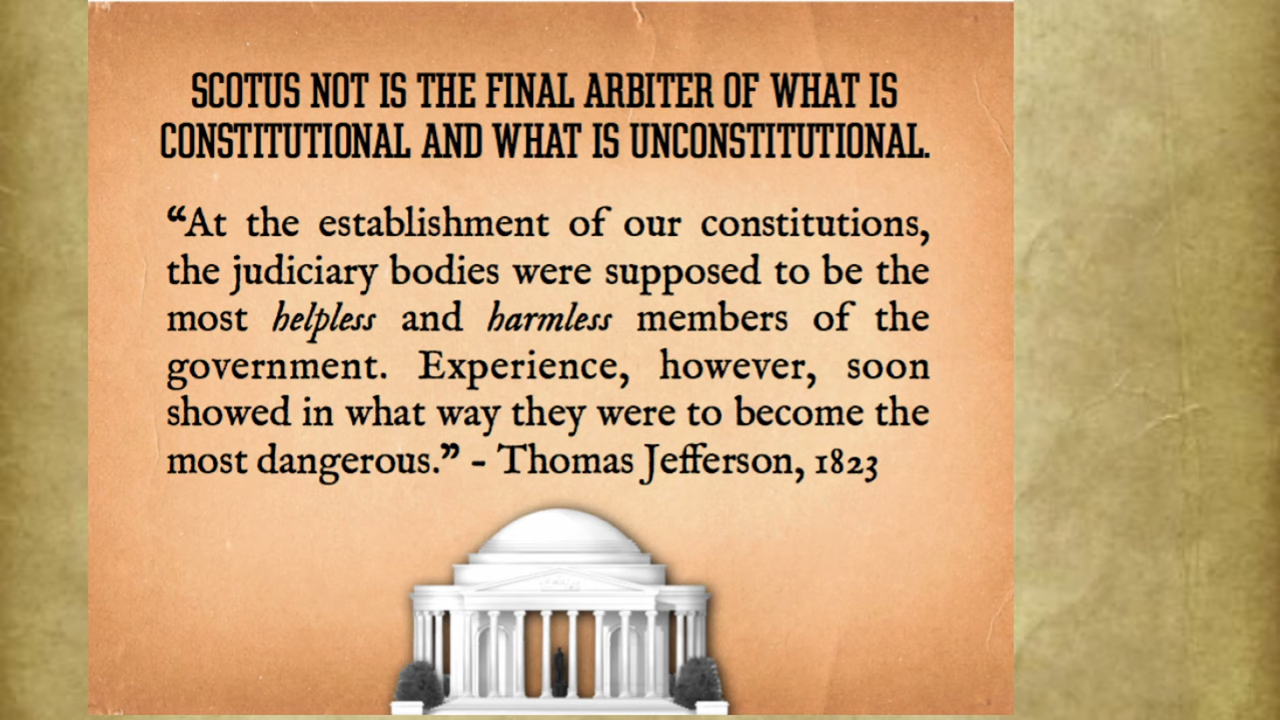 SCOTUS NOT IS THE FINAL ARBITER OF WHAT IS
CONSTITUTIONAL AND WHAT IS UNCONSTITUTIONAL.
“At the establishment of our constitutions,
the judiciary bodies were supposed to be the
most helpless and harmless members of the
government. Experience, however, soon
showed in what way they were to become the
most dangerous.” - Thomas Jefferson, 1823